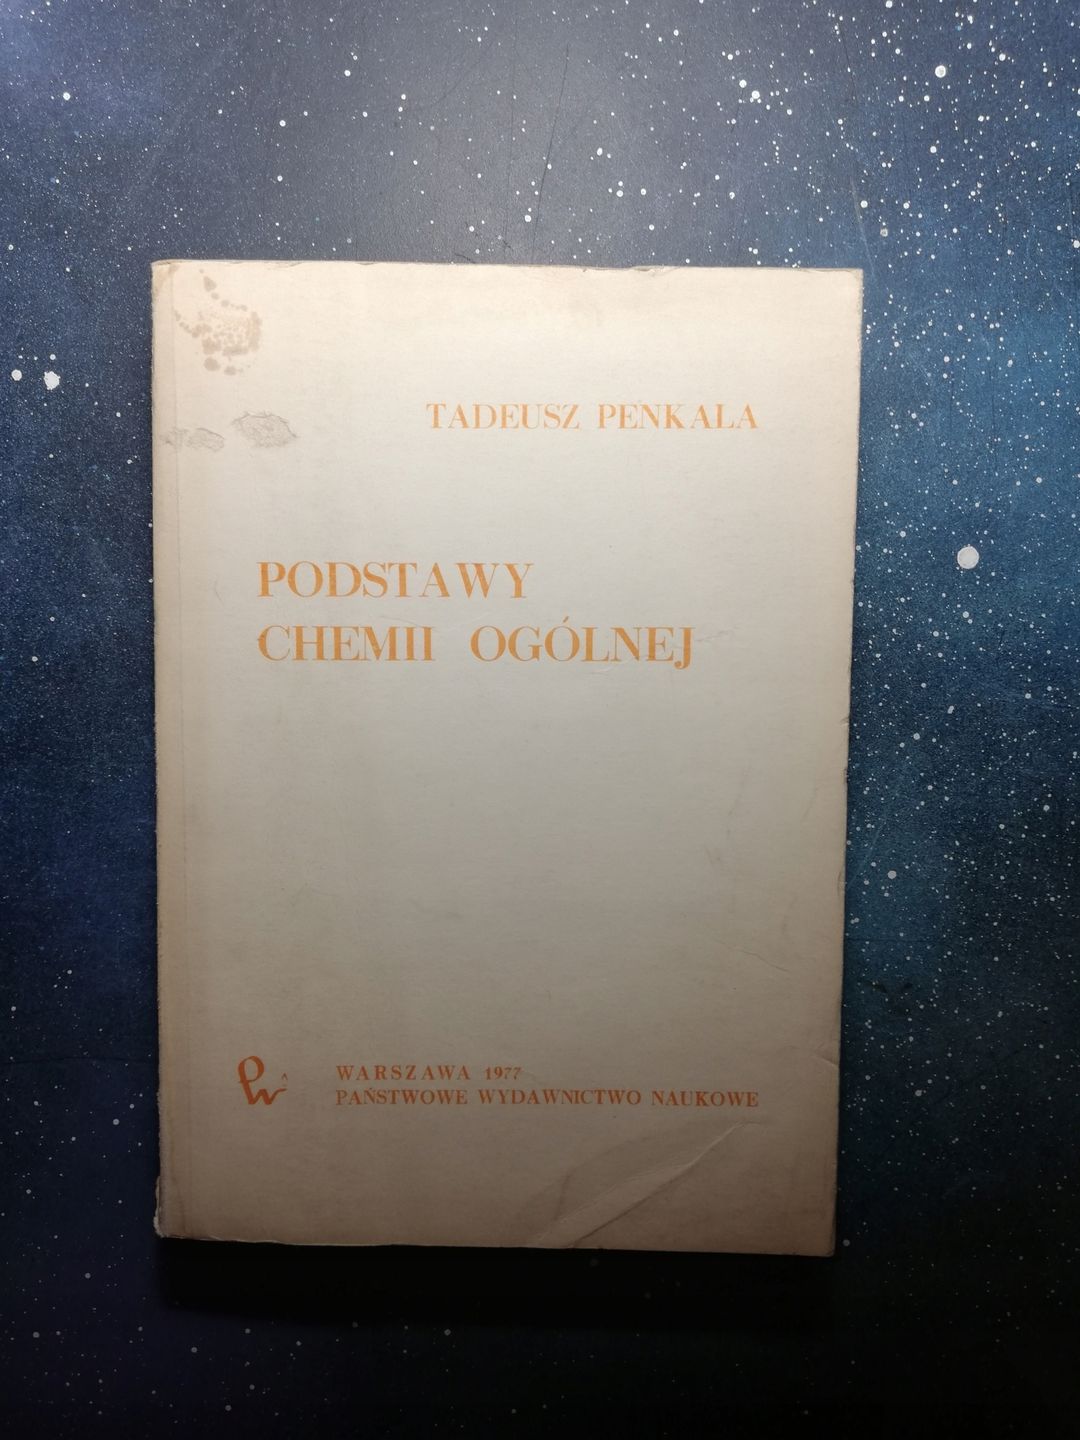 TADEUSZ PENKALA
PODSTAWY
CHEMII OGÓLNEJ
WARSZAWA 1977
PAŃSTWOWE WYDAWNICTWO NAUKOWE